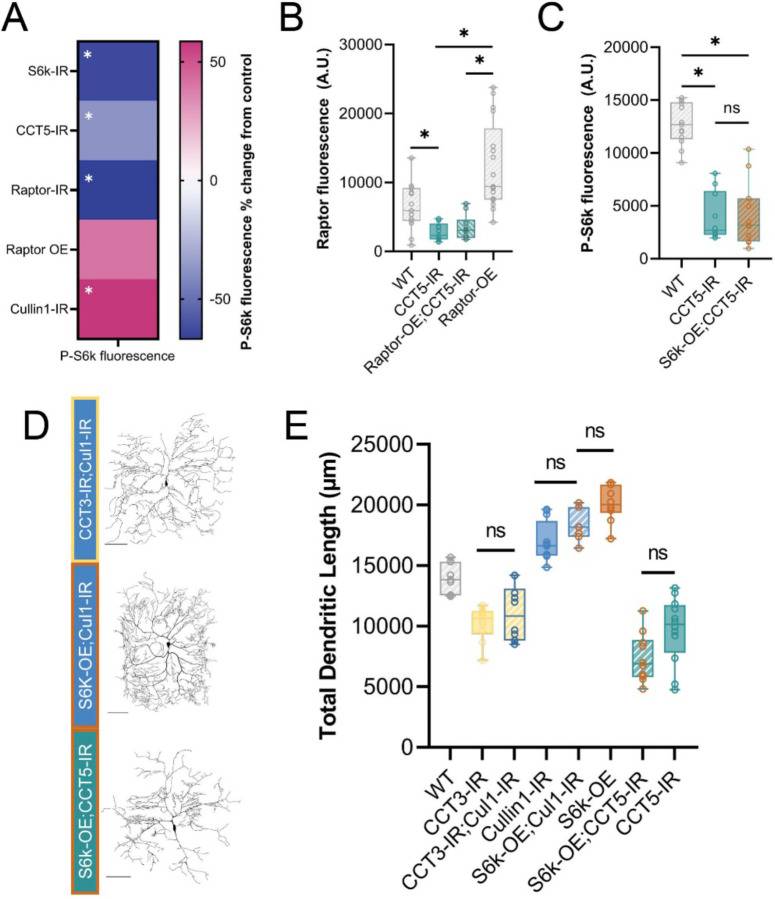 A
S6k-IR
CCT5-IR
Raptor-IR
Raptor OE
Cullin1-IR
*
*
*
*
P-S6k fluorescence
50
0
-50
P-S6k fluorescence % change from control
B
Raptor fluorescence (A.U.)
30000
20000
10000
0
*
*
*
WT
CCT5-IR
Raptor-OE;CCT5-IR
Raptor-OE
C
P-S6k fluorescence (A.U.)
20000
15000
10000
5000
0
*
*
ns
WT
CCT5-IR
S6k-OE;CCT5-IR
D
CCT3-IR;Cul1-IR
S6K-OE;Cul1-IR
S6k-OE;CCT5-IR
E
Total Dendritic Length (µm)
25000
20000
15000
10000
5000
0
ns
ns
ns
ns
WT
CCT3-IR
CCT3-IR;Cul1-IR
Cullin1-IR
S6k-OE;Cul1-IR
S6k-OE
S6k-OE;CCT5-IR
CCT5-IR